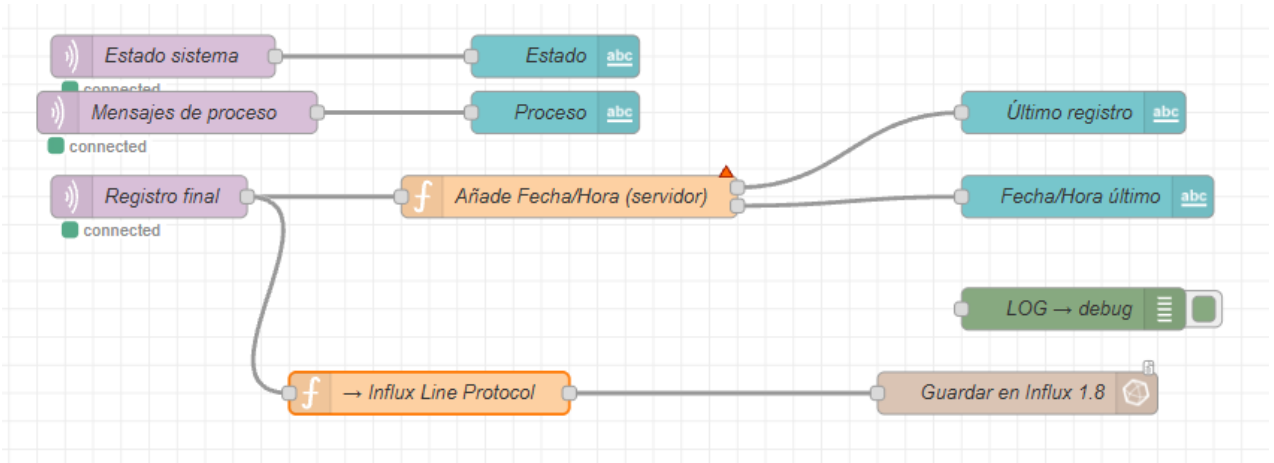 Estado sistema
Estado
abc
connected
Mensajes de proceso
Proceso
abc
Último registro
abc
connected
Registro final
Añade Fecha/Hora (servidor)
Fecha/Hora último
abc
connected
LOG → debug
→ Influx Line Protocol
Guardar en Influx 1.8